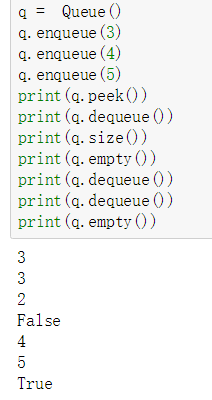 q =  Queue()
q.enqueue(3)
q.enqueue(4)
q.enqueue(5)
print(q.peek())
print(q.dequeue())
print(q.size())
print(q.empty())
print(q.dequeue())
print(q.dequeue())
print(q.empty())
3
3
2
False
4
5
True